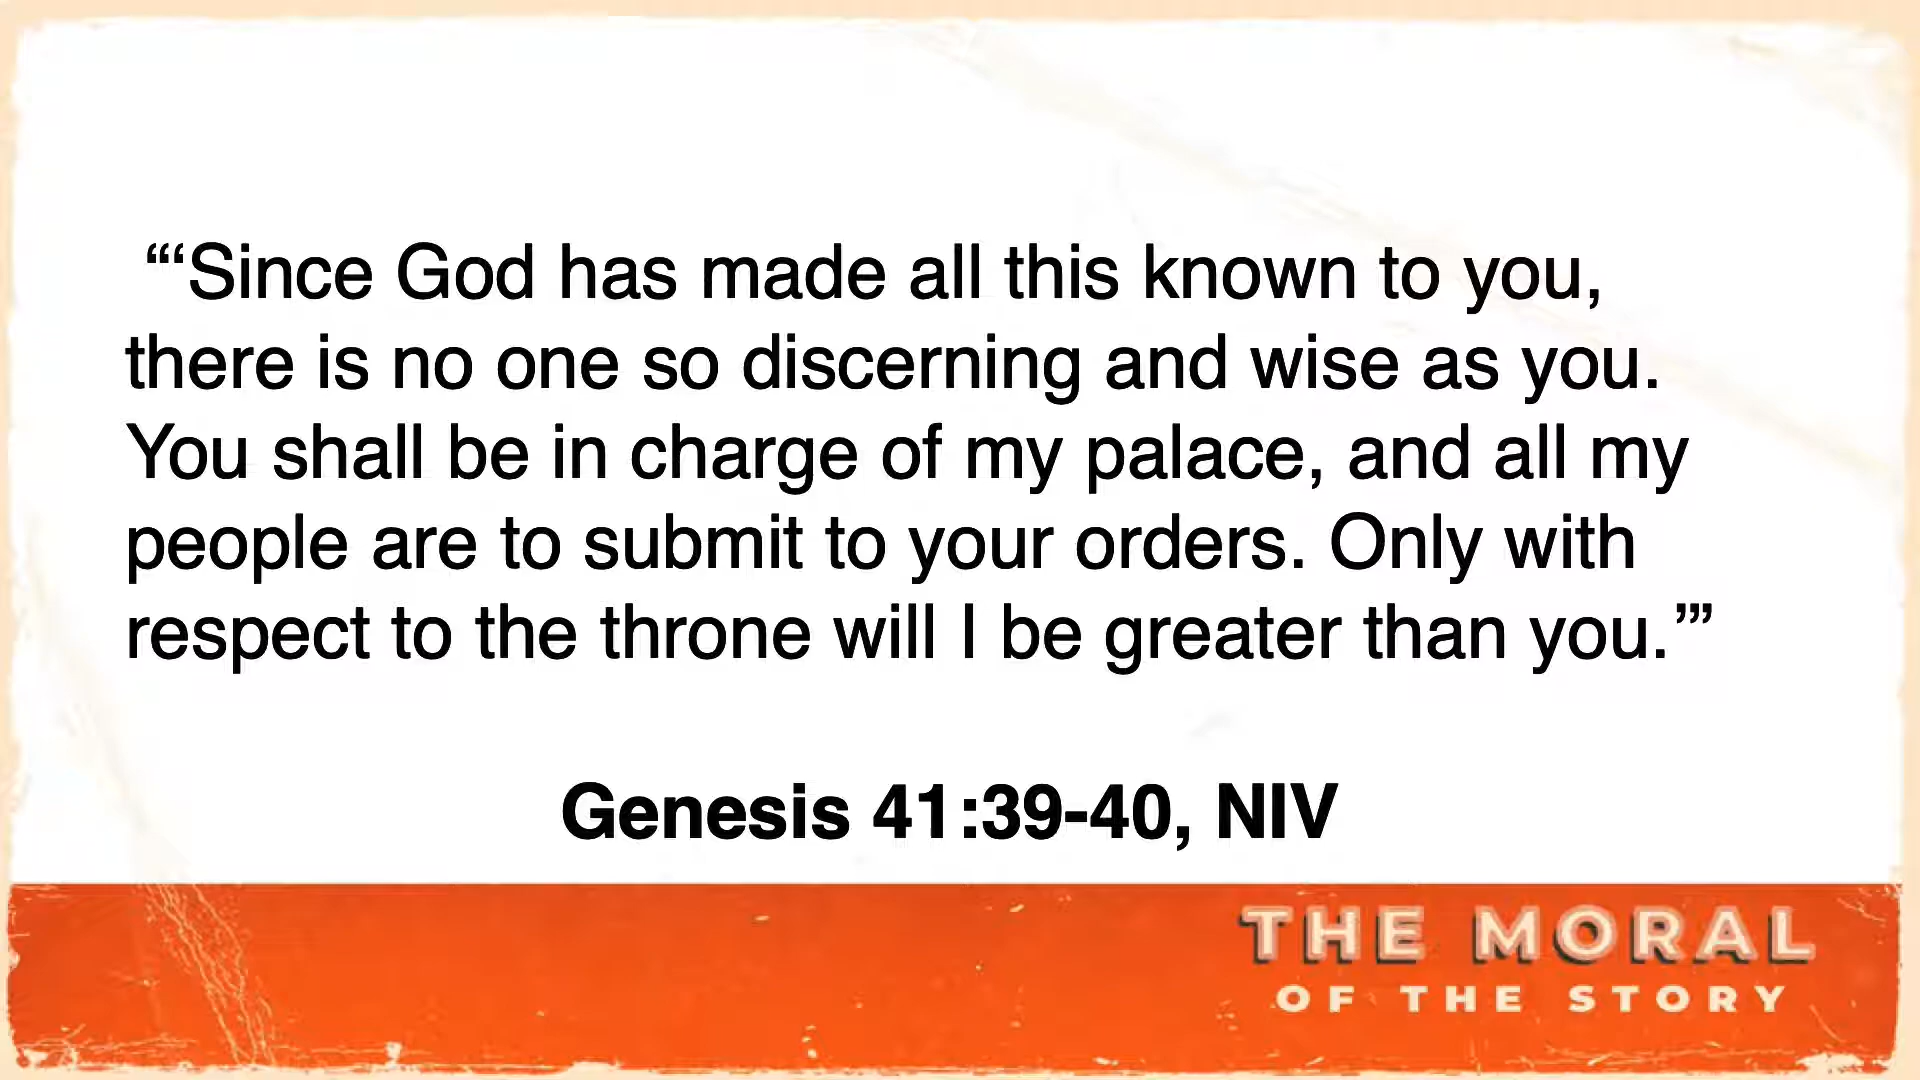 “‘Since God has made all this known to you,
there is no one so discerning and wise as you.
You shall be in charge of my palace, and all my
people are to submit to your orders. Only with
respect to the throne will I be greater than you.’”
Genesis 41:39-40, NIV
THE MORAL
OF THE STORY